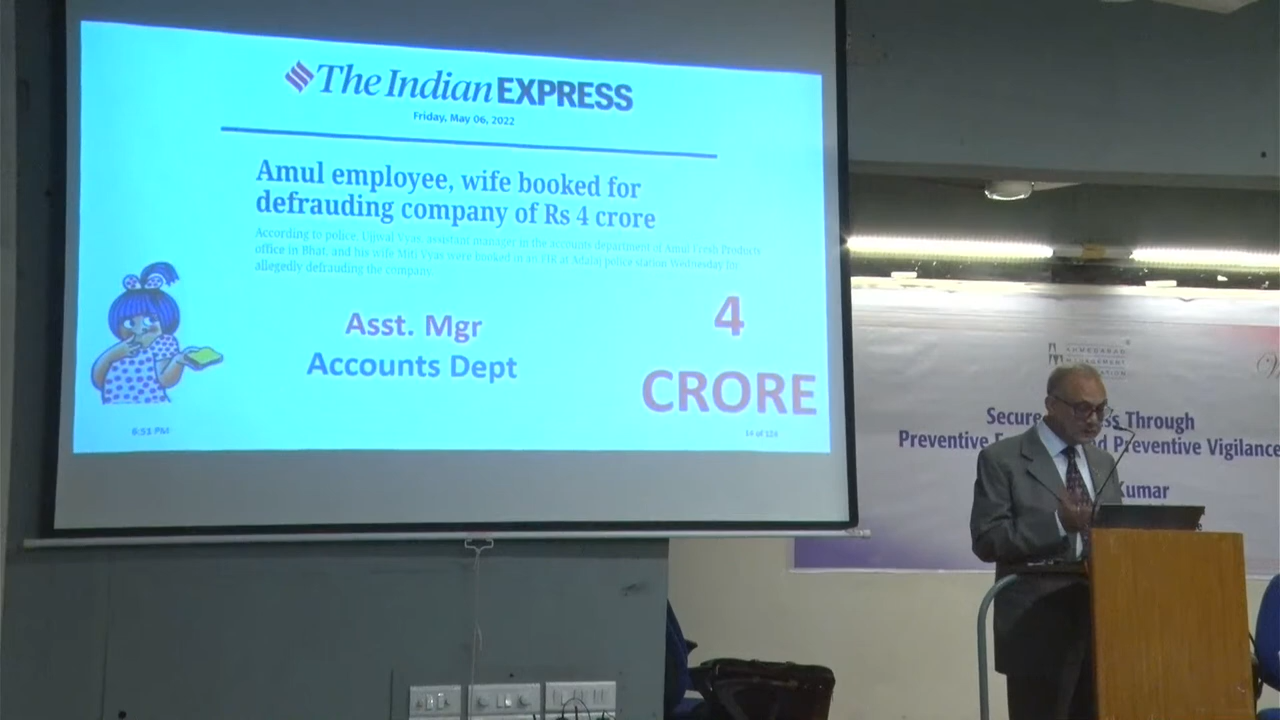 The Indian EXPRESS
Friday, May 06, 2022
Amul employee, wife booked for
defrauding company of Rs 4 crore
According to police, Ujjwal Vyas, assistant manager in the accounts department of Amul Fresh Products
office in Bhat, and his wife Miti Vyas were booked in an FIR at Adalaj police station Wednesday for
allegedly defrauding the company.
Asst. Mgr
Accounts Dept
4
CRORE
6:51 PM
14 of 124
AHMEDABAD
MANAGEMENT
Secure Through
Preventive Preventive Vigilance
Kumar